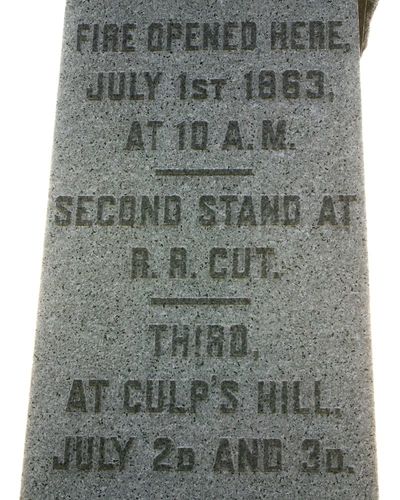 FIRE OPENED HERE,
JULY 1ST 1863,
AT 10 A.M.
SECOND STAND AT
R. R. CUT.
THIRD,
AT CULP'S HILL,
JULY 2D AND 3D.